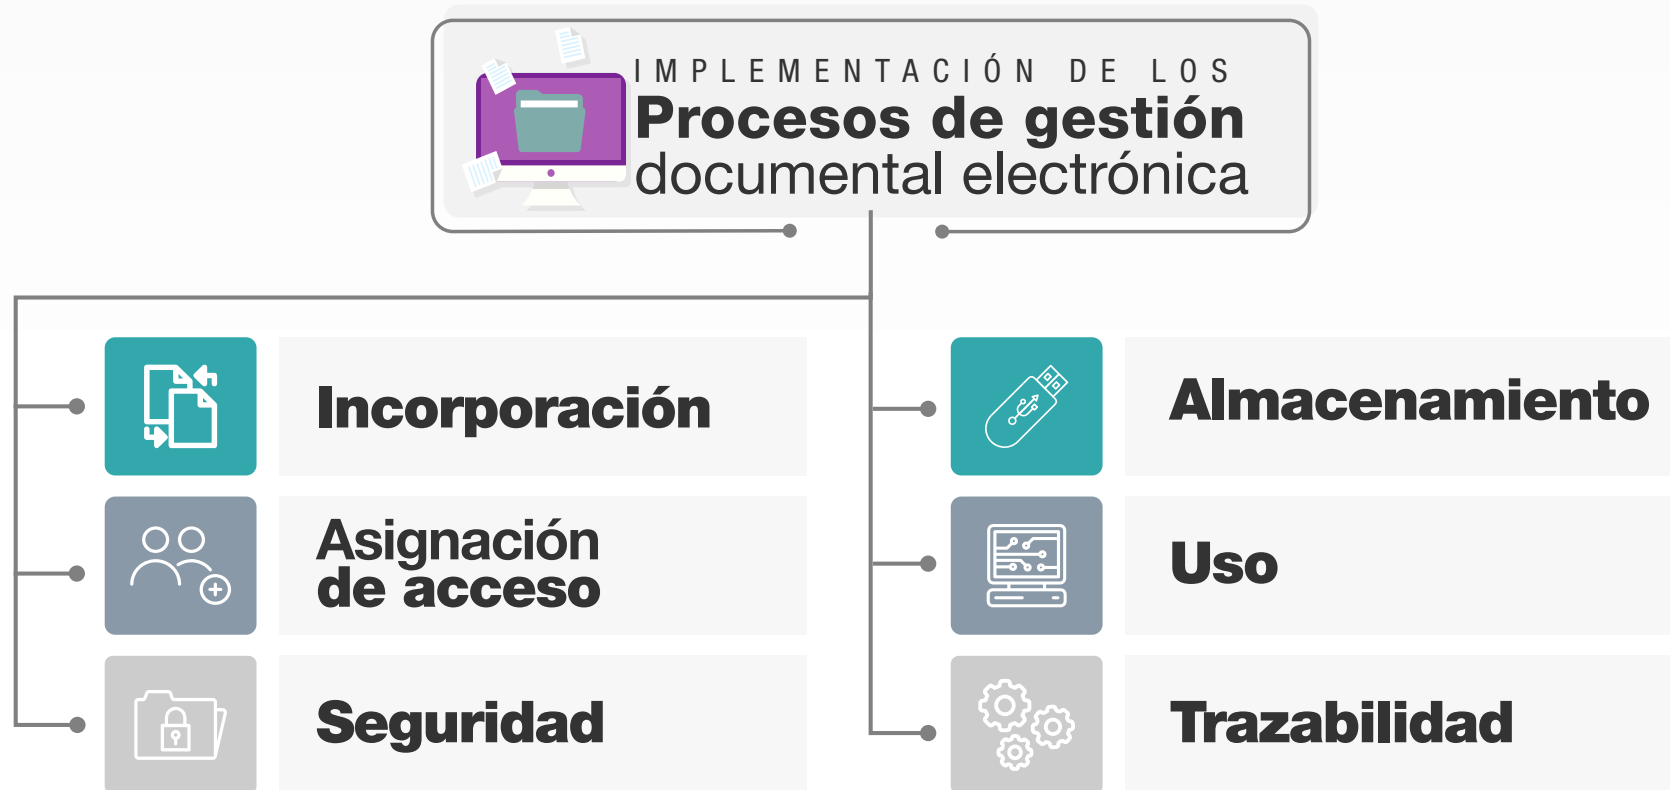 IMPLEMENTACIÓN DE LOS
Procesos de gestión
documental electrónica
Incorporación
Asignación
de acceso
Seguridad
Almacenamiento
Uso
Trazabilidad